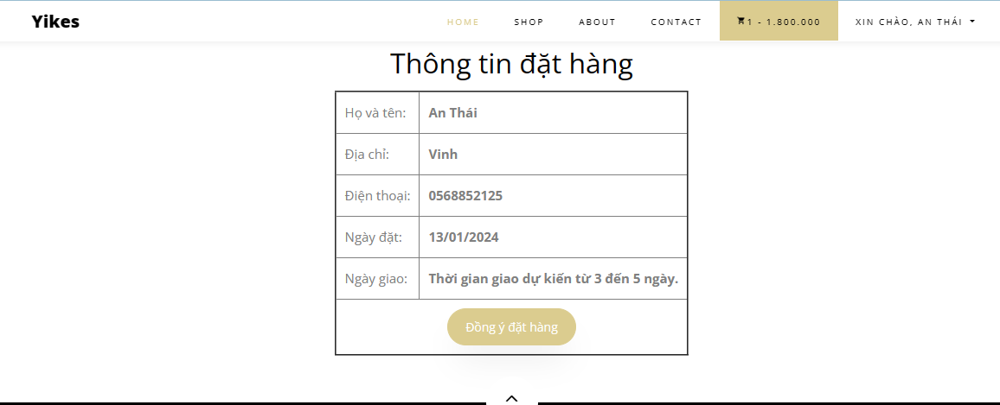 Yikes
HOME SHOP ABOUT CONTACT 1 - 1.800.000 XIN CHÀO, AN THÁI
Thông tin đặt hàng
Họ và tên: An Thái
Địa chỉ: Vinh
Điện thoại: 0568852125
Ngày đặt: 13/01/2024
Ngày giao: Thời gian giao dự kiến từ 3 đến 5 ngày.
Đồng ý đặt hàng